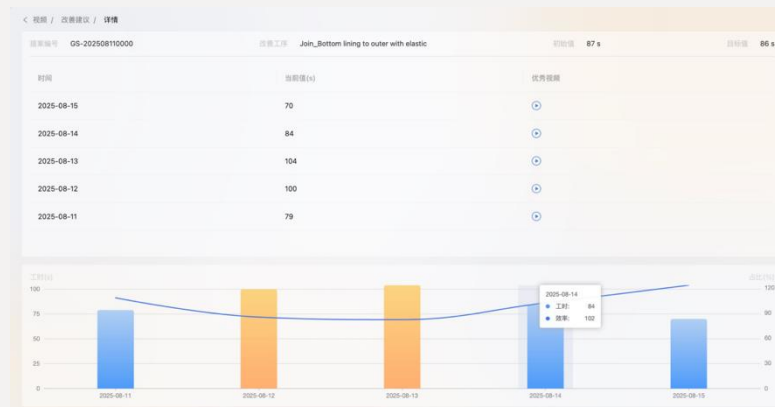 < 视频 / 改善建议 / 详情
提案编号 GS-202508110000 改善工序 Join_Bottom lining to outer with elastic 初始值 87 s 目标值 86 s
时间 当前值(s) 优秀视频
2025-08-15 70
2025-08-14 84
2025-08-13 104
2025-08-12 100
2025-08-11 79
工时(s) 占比(%)
100 120
75 90
50 60
25 30
0 0
2025-08-14
工时: 84
效率: 102
2025-08-11 2025-08-12 2025-08-13 2025-08-14 2025-08-15